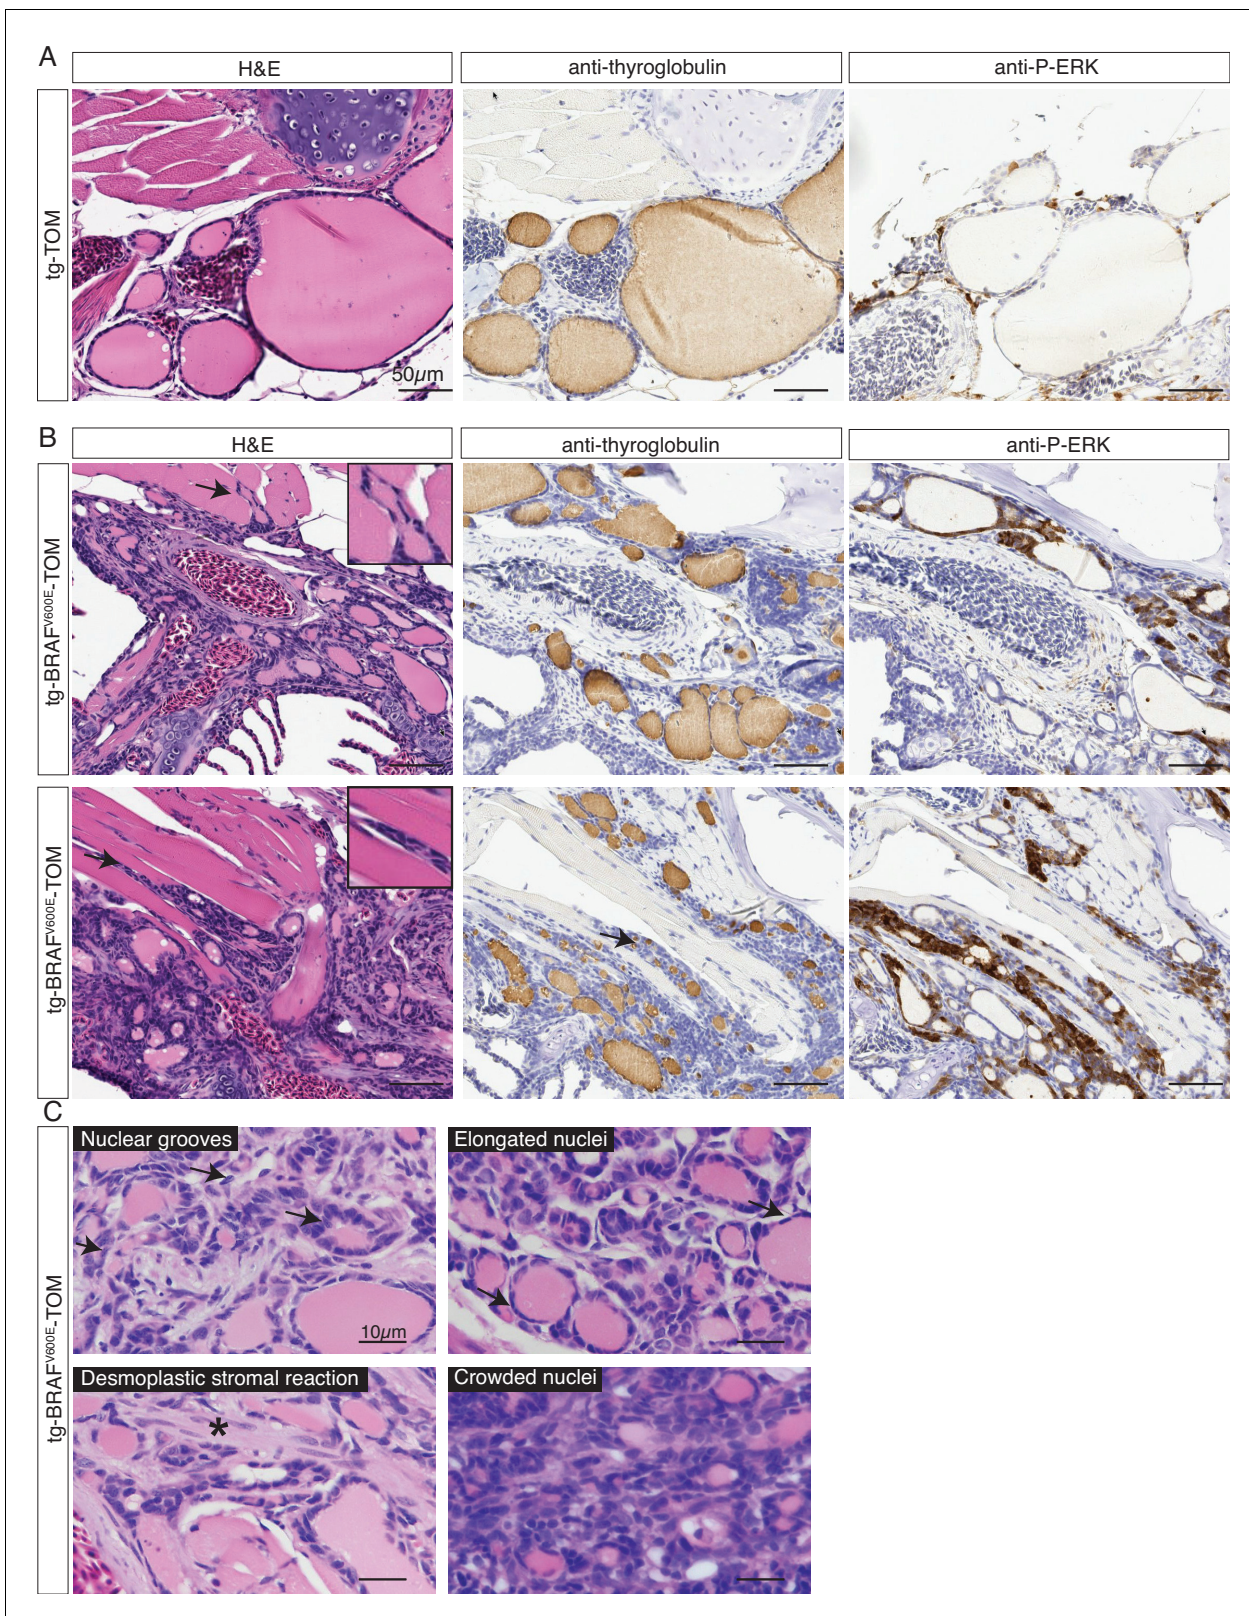 A
H&E
anti-thyroglobulin
anti-P-ERK
tg-TOM
50µm
B
H&E
anti-thyroglobulin
anti-P-ERK
tg-BRAFV600E-TOM
tg-BRAFV600E-TOM
C
Nuclear grooves
Elongated nuclei
10µm
tg-BRAFV600E-TOM
Desmoplastic stromal reaction
Crowded nuclei
*